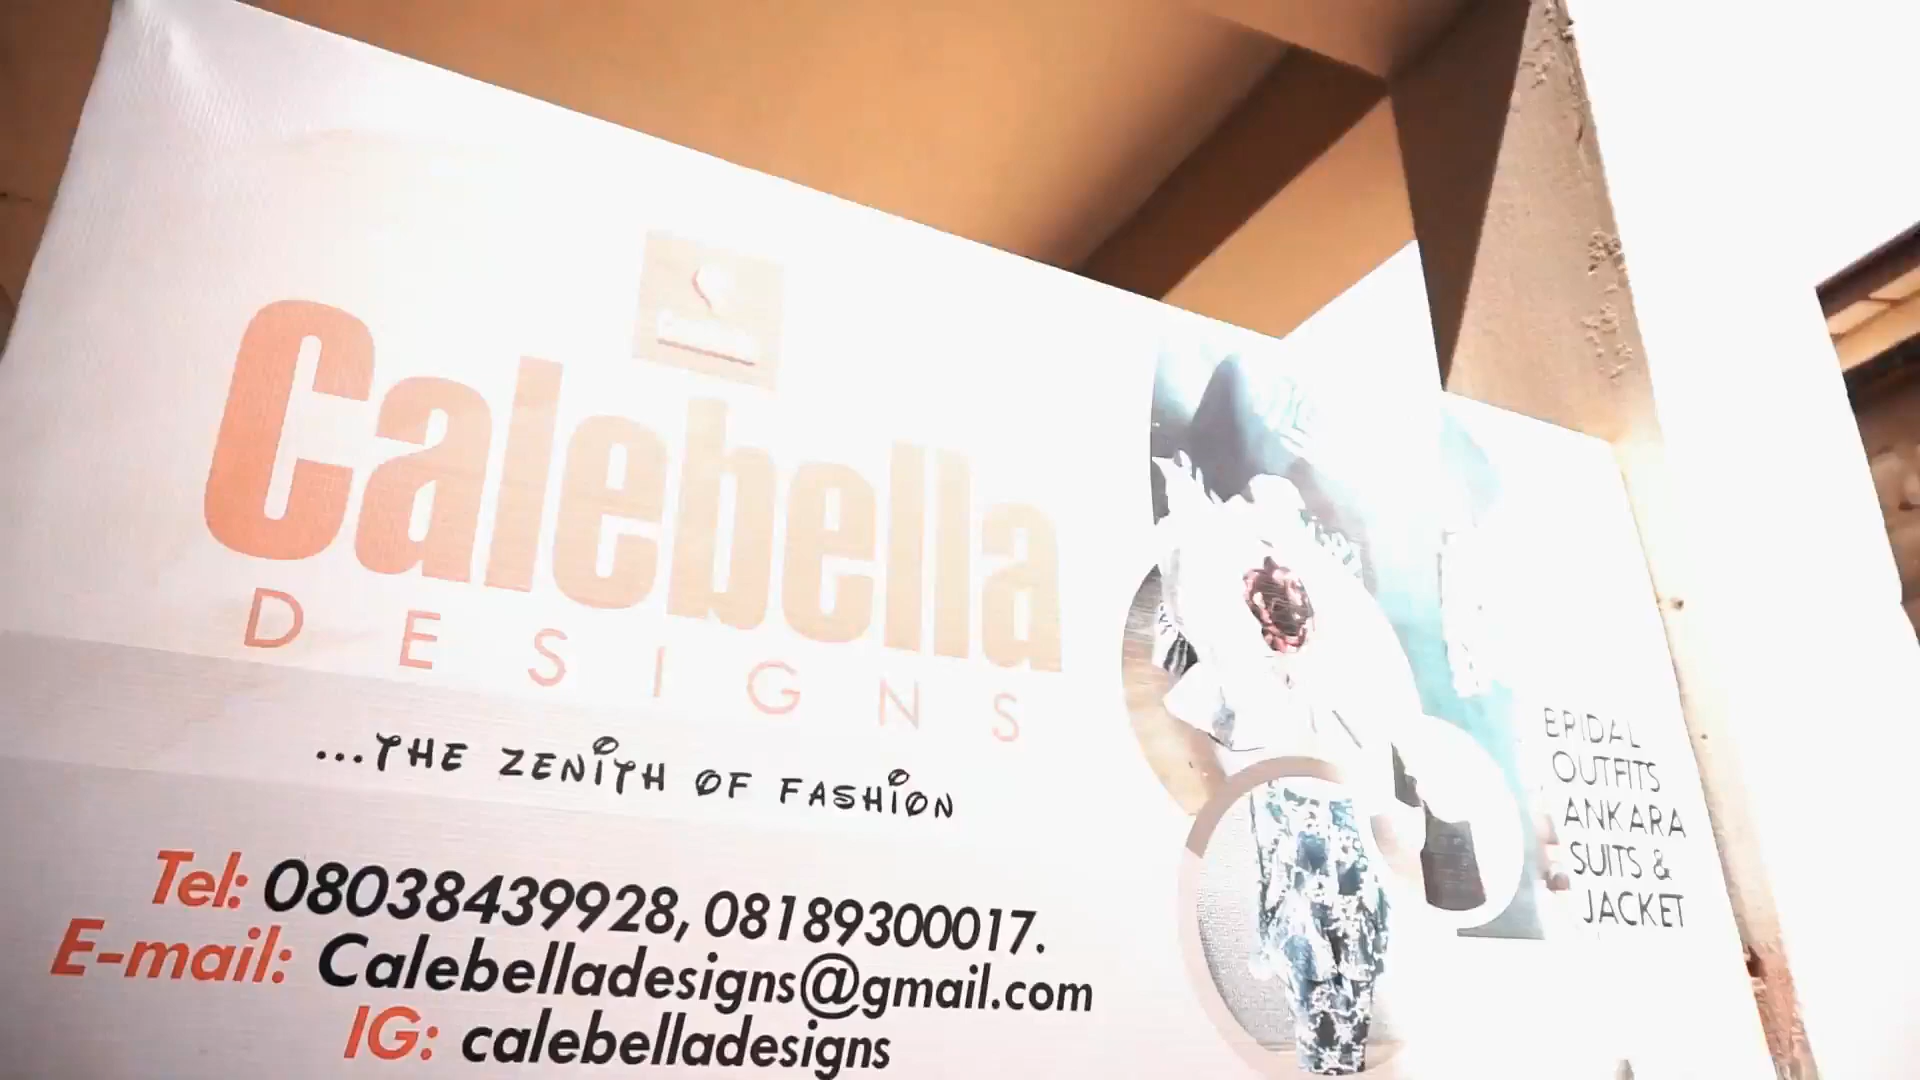 Calebella
DESIGNS
...THE ZENITH OF FASHION
Tel: 08038439928, 08189300017.
E-mail: Calebelladesigns@gmail.com
IG: calebelladesigns
BRIDAL
OUTFITS
ANKARA
SUITS &
JACKET